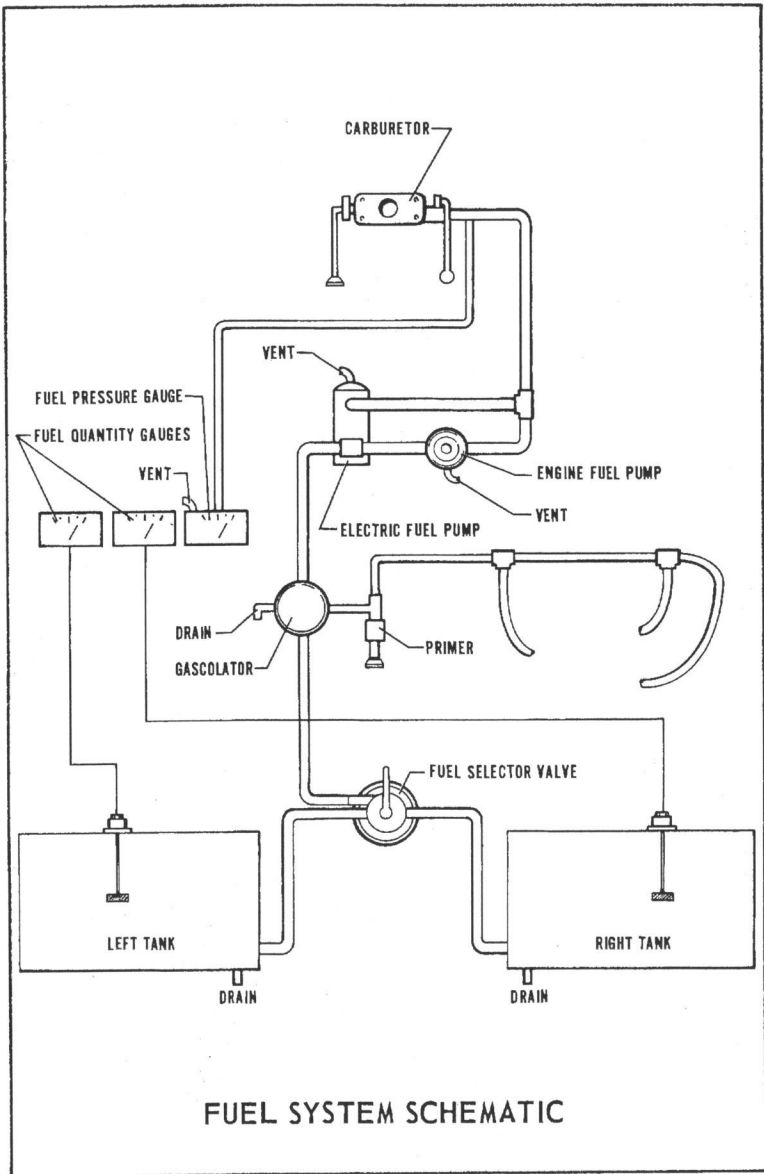 CARBURETOR
VENT
FUEL PRESSURE GAUGE
FUEL QUANTITY GAUGES
VENT
ENGINE FUEL PUMP
VENT
ELECTRIC FUEL PUMP
DRAIN
GASCOLATOR
PRIMER
FUEL SELECTOR VALVE
LEFT TANK
RIGHT TANK
DRAIN
DRAIN
FUEL SYSTEM SCHEMATIC